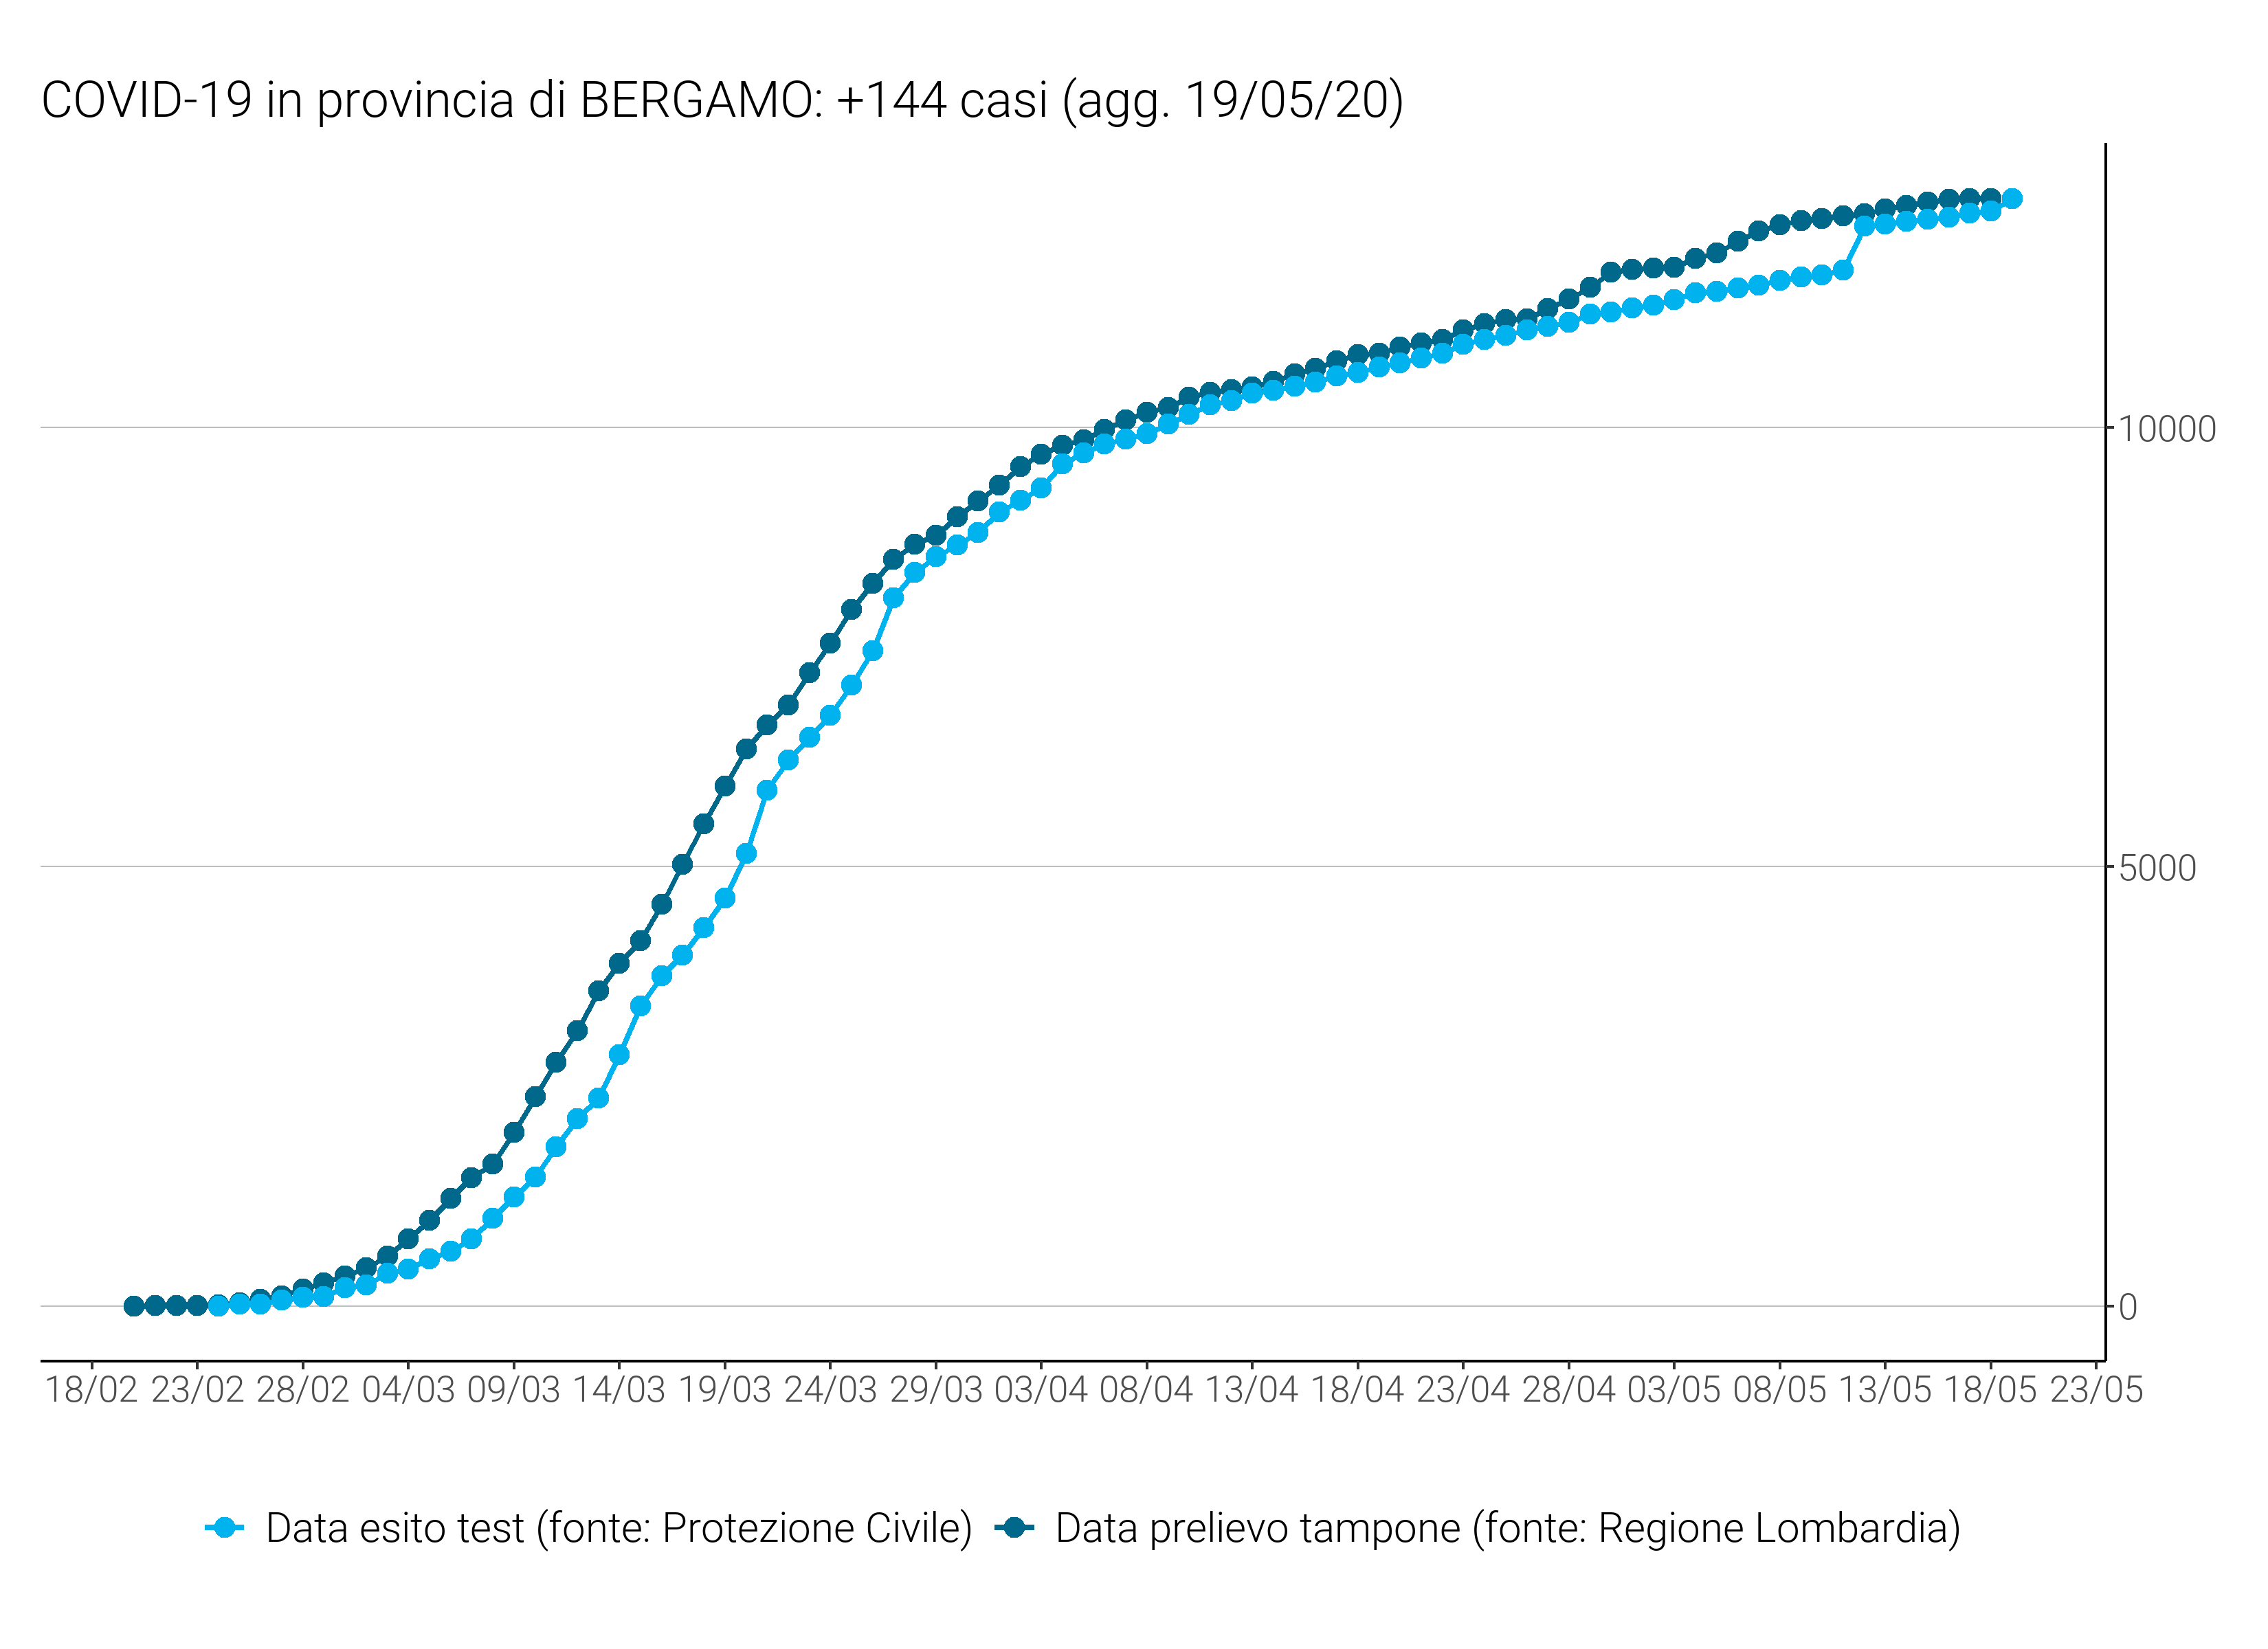 COVID-19 in provincia di BERGAMO: +144 casi (agg. 19/05/20)
10000
5000
0
18/02 23/02 28/02 04/03 09/03 14/03 19/03 24/03 29/03 03/04 08/04 13/04 18/04 23/04 28/04 03/05 08/05 13/05 18/05 23/05
Data esito test (fonte: Protezione Civile) Data prelievo tampone (fonte: Regione Lombardia)